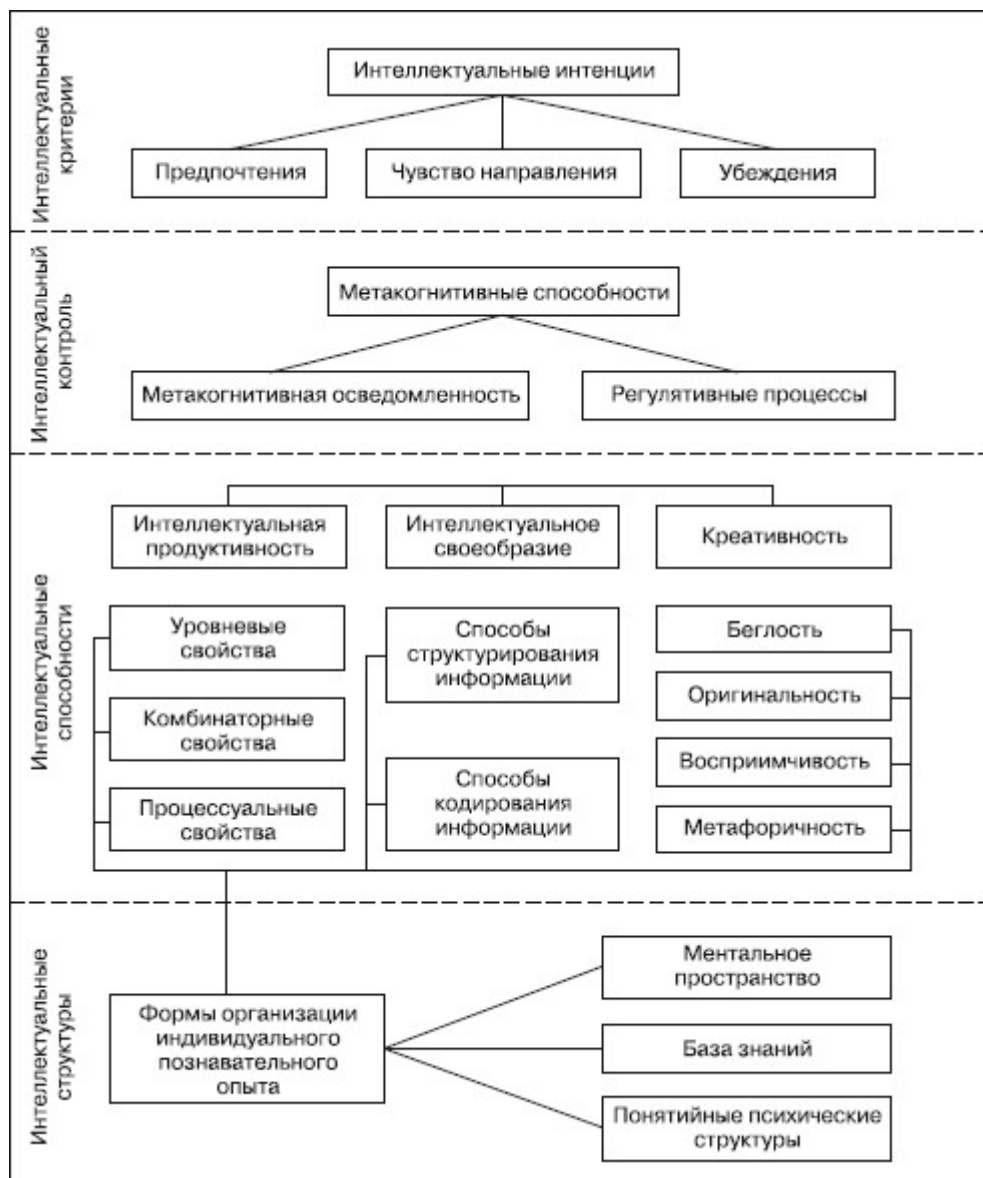 Интеллектуальные
критерии
Интеллектуальные интенции
Предпочтения
Чувство направления
Убеждения
Интеллектуальный
контроль
Метакогнитивные способности
Метакогнитивная осведомленность
Регулятивные процессы
Интеллектуальные
способности
Интеллектуальная
продуктивность
Интеллектуальное
своеобразие
Креативность
Уровневые
свойства
Комбинаторные
свойства
Процессуальные
свойства
Способы
структурирования
информации
Способы
кодирования
информации
Беглость
Оригинальность
Восприимчивость
Метафоричность
Интеллектуальные
структуры
Формы организации
индивидуального
познавательного
опыта
Ментальное
пространство
База знаний
Понятийные психические
структуры